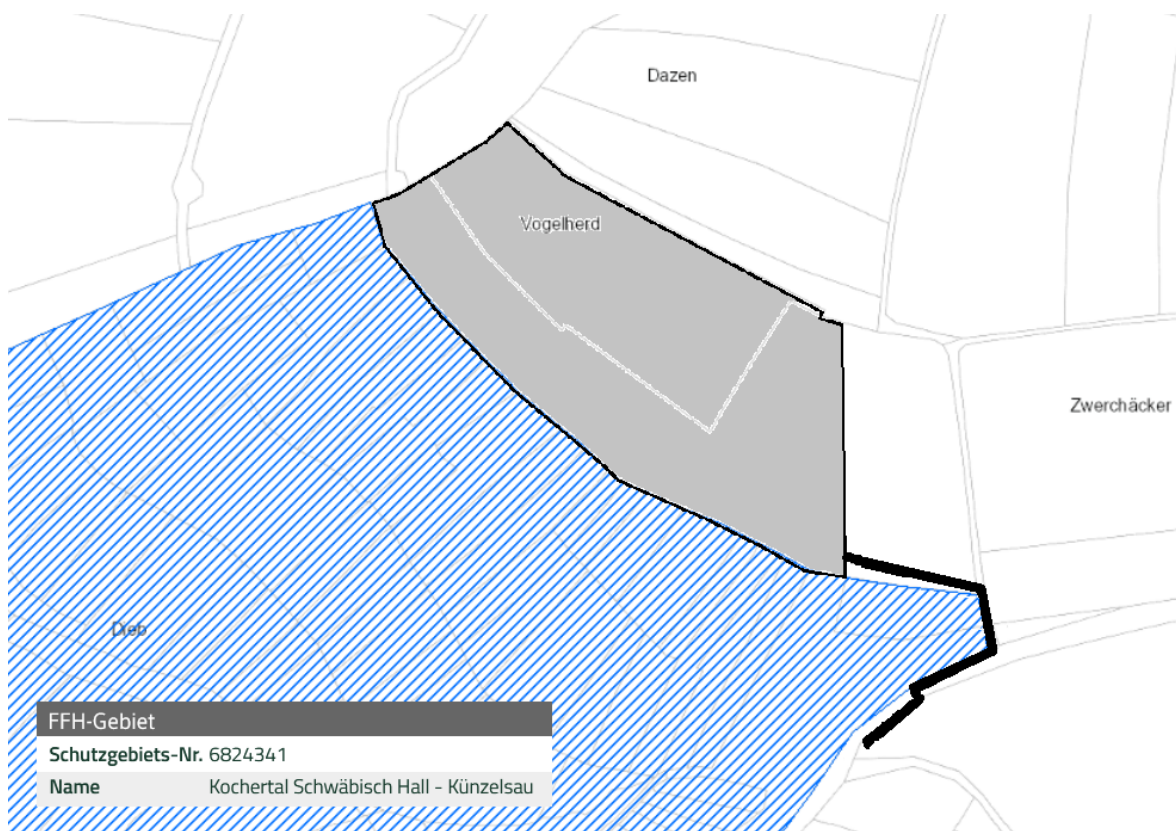 Dazen
Vogelherd
Zwerchäcker
Dieb
FFH-Gebiet
Schutzgebiets-Nr. 6824341
Name Kochertal Schwäbisch Hall - Künzelsau